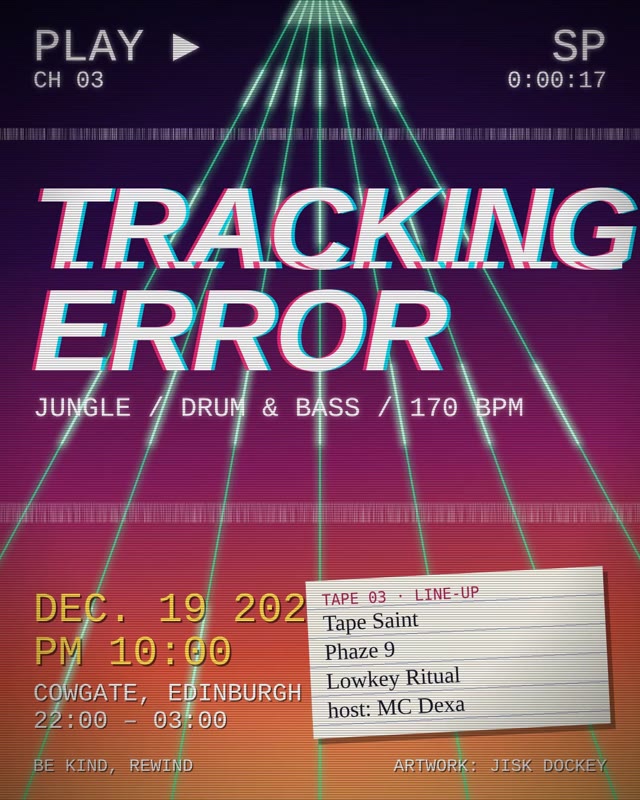 PLAY ▶
SP
CH 03
0:00:17
TRACKING
ERROR
JUNGLE / DRUM & BASS / 170 BPM
DEC. 19 202
PM 10:00
COWGATE, EDINBURGH
22:00 – 03:00
TAPE 03 · LINE-UP
Tape Saint
Phaze 9
Lowkey Ritual
host: MC Dexa
BE KIND, REWIND
ARTWORK: JISK DOCKEY